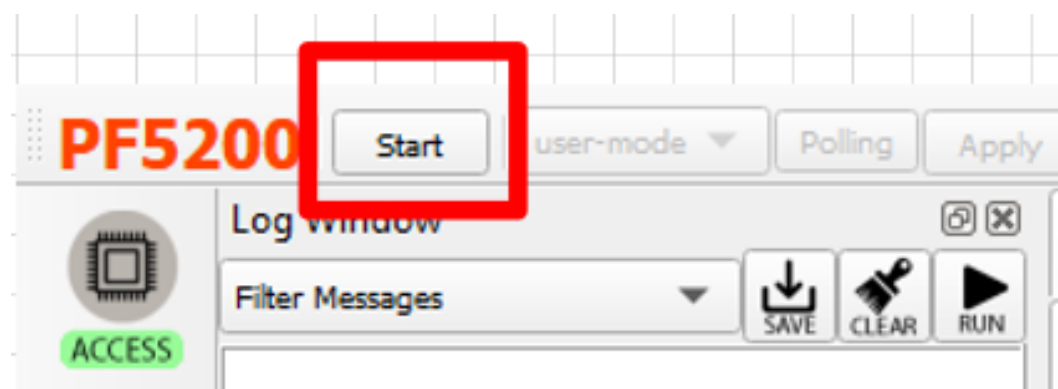 PF5200 Start user-mode Polling Apply
Log Window
Filter Messages SAVE CLEAR RUN
ACCESS